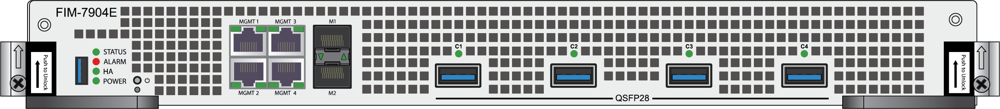 FIM-7904E
MGMT 1
MGMT 3
M1
C1
C2
C3
C4
STATUS
ALARM
HA
POWER
Push to Unlock
Push to Unlock
MGMT 2
MGMT 4
M2
QSFP28